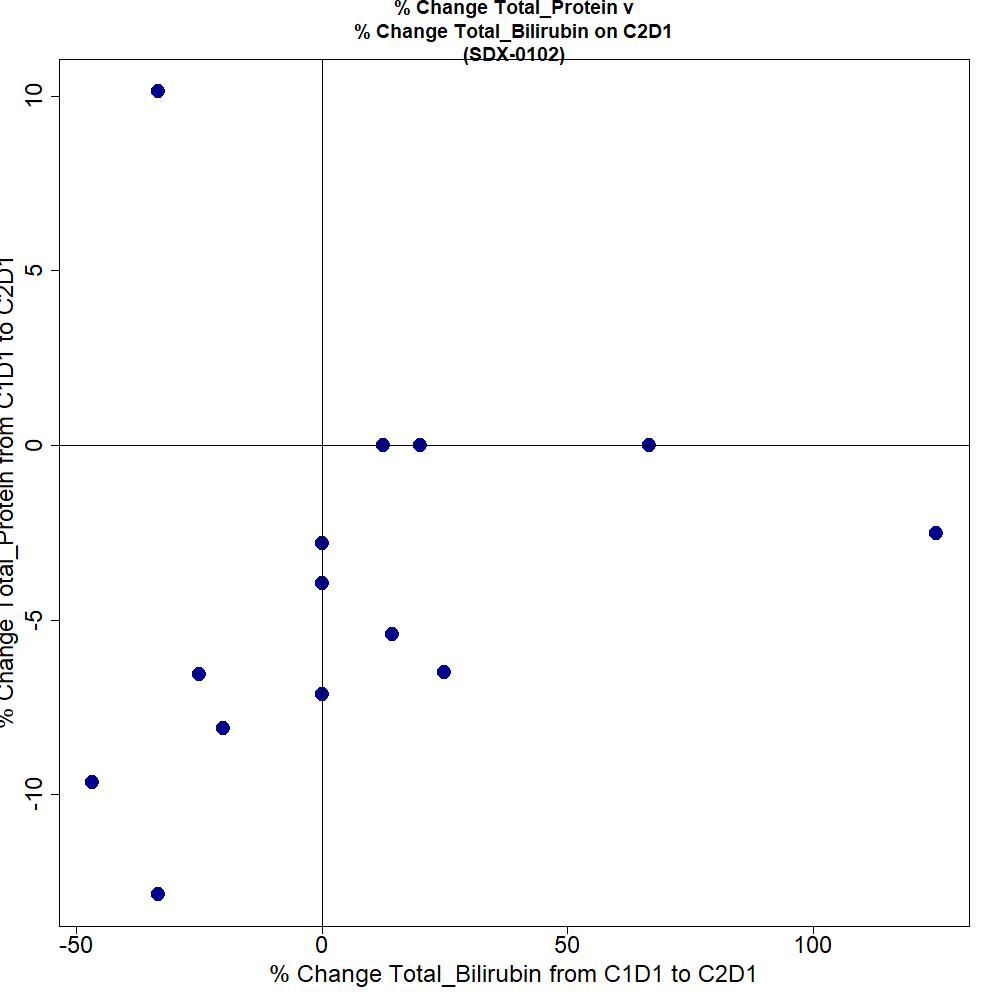 % Change Total_Protein v
% Change Total_Bilirubin on C2D1
(SDX-0102)
% Change Total_Protein from C1D1 to C2D1
10
5
0
-5
-10
-50
0
50
100
% Change Total_Bilirubin from C1D1 to C2D1